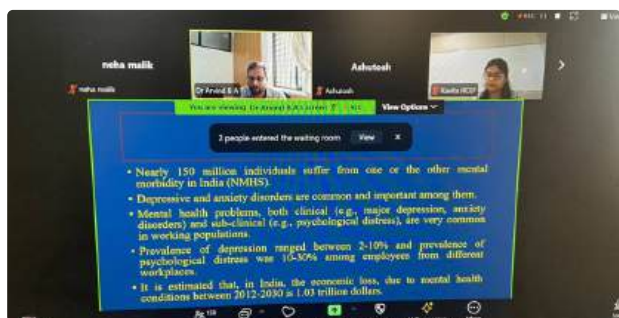 REC
neha malik
Ashutosh
neha malik
Dr Arvind B A
Ashutosh
You are viewing Dr Arvind B A's screen
View Options
3 people entered the waiting room View X
• Nearly 150 million individuals suffer from one or the other mental
morbidity in India (NMHS).
• Depressive and anxiety disorders are common and important among them.
• Mental health problems, both clinical (e.g., major depression, anxiety
disorders) and sub-clinical (e.g., psychological distress), are very common
in working populations.
• Prevalence of depression ranged between 2-10% and prevalence of
psychological distress was 10-30% among employees from different
workplaces.
• It is estimated that, in India, the economic loss, due to mental health
conditions between 2012-2030 is 1.03 trillion dollars.